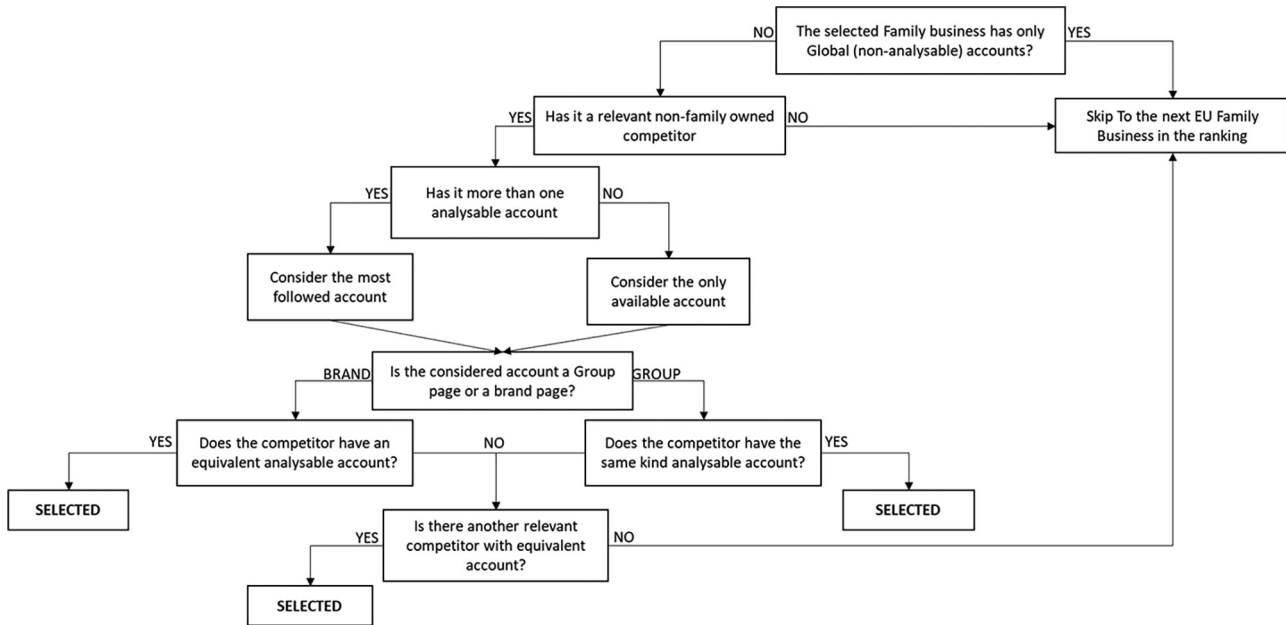 The selected Family business has only
Global (non-analysable) accounts?
NO
YES
Has it a relevant non-family owned
competitor
YES
NO
Skip To the next EU Family
Business in the ranking
Has it more than one
analysable account
YES
NO
Consider the most
followed account
Consider the only
available account
Is the considered account a Group
page or a brand page?
BRAND
GROUP
YES
Does the competitor have an
equivalent analysable account?
NO
Does the competitor have the
same kind analysable account?
YES
SELECTED
SELECTED
Is there another relevant
competitor with equivalent
account?
YES
NO
SELECTED